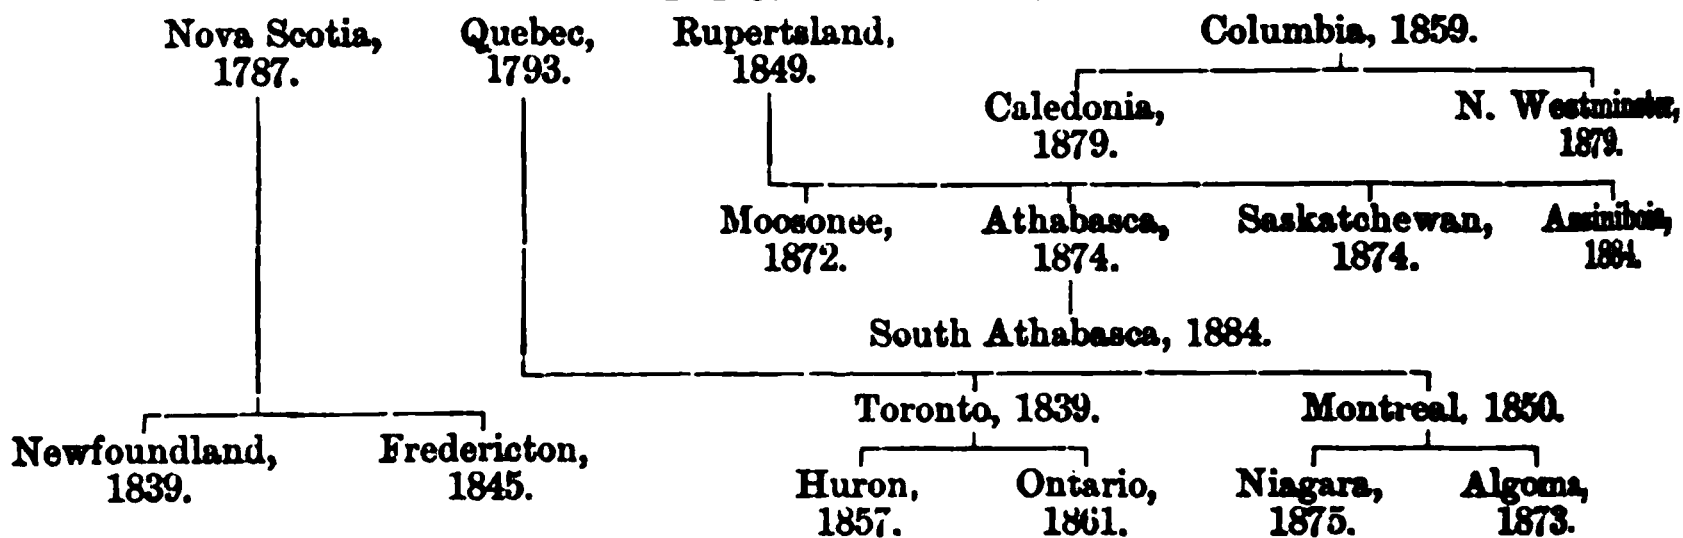 Nova Scotia, Quebec, Rupertsland, Columbia, 1859.
1787. 1793. 1849.
Caledonia, N. Westminster,
1879. 1879.
Moosonee, Athabasca, Saskatchewan, Assiniboia,
1872. 1874. 1874. 1884.
South Athabasca, 1884.
Toronto, 1839. Montreal, 1850.
Newfoundland, Fredericton,
1839. 1845.
Huron, Ontario, Niagara, Algoma,
1857. 1861. 1875. 1873.